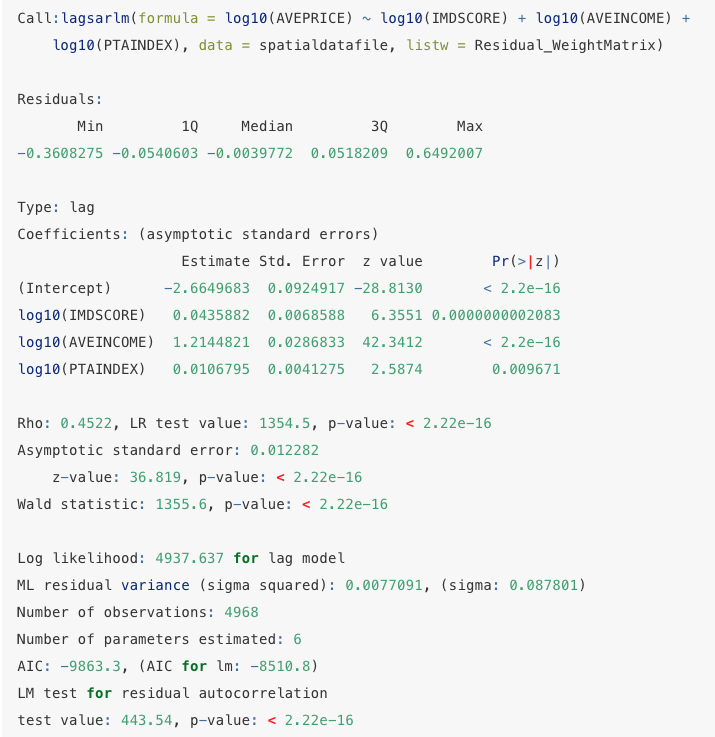 Call:lagsarlm(formula = log10(AVEPRICE) ~ log10(IMDSCORE) + log10(AVEINCOME) +
    log10(PTAINDEX), data = spatialdatafile, listw = Residual_WeightMatrix)

Residuals:
       Min         1Q     Median         3Q        Max
-0.3608275 -0.0540603 -0.0039772  0.0518209  0.6492007

Type: lag
Coefficients: (asymptotic standard errors)
                   Estimate Std. Error  z value        Pr(>|z|)
(Intercept)      -2.6649683  0.0924917 -28.8130       < 2.2e-16
log10(IMDSCORE)   0.0435882  0.0068588   6.3551 0.0000000002083
log10(AVEINCOME)  1.2144821  0.0286833  42.3412       < 2.2e-16
log10(PTAINDEX)   0.0106795  0.0041275   2.5874        0.009671

Rho: 0.4522, LR test value: 1354.5, p-value: < 2.22e-16
Asymptotic standard error: 0.012282
    z-value: 36.819, p-value: < 2.22e-16
Wald statistic: 1355.6, p-value: < 2.22e-16

Log likelihood: 4937.637 for lag model
ML residual variance (sigma squared): 0.0077091, (sigma: 0.087801)
Number of observations: 4968
Number of parameters estimated: 6
AIC: -9863.3, (AIC for lm: -8510.8)
LM test for residual autocorrelation
test value: 443.54, p-value: < 2.22e-16